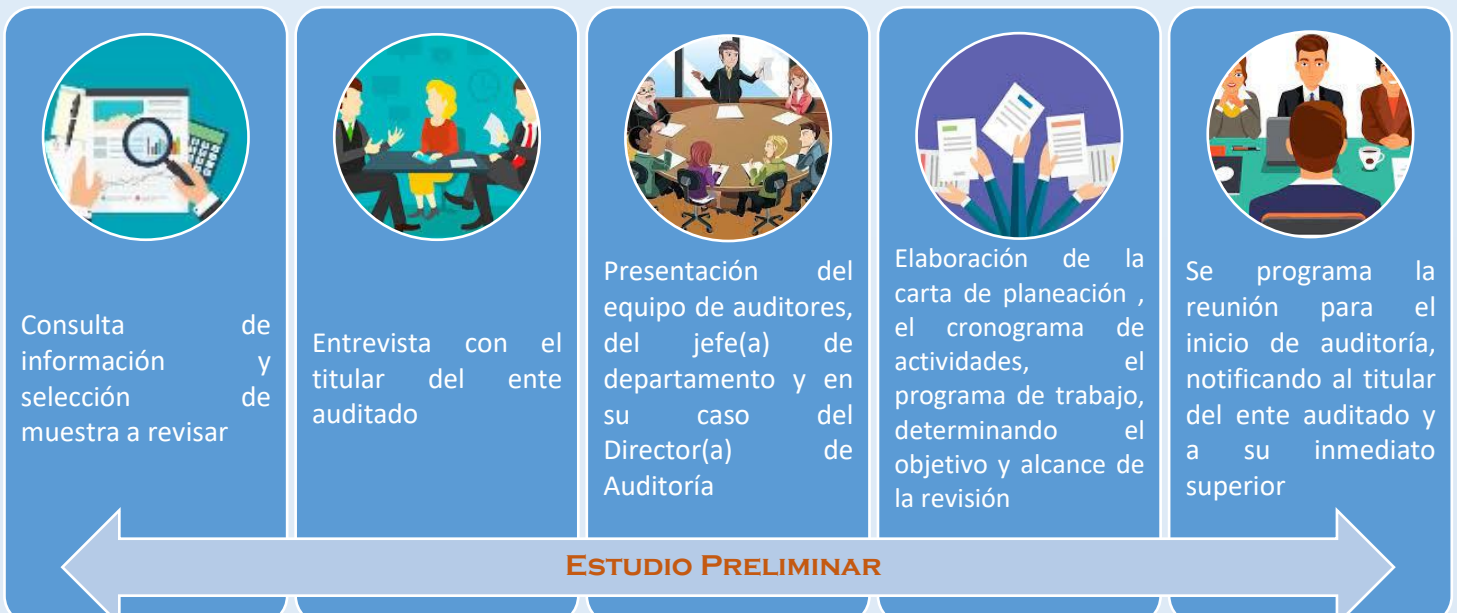 Consulta de
información y
selección de
muestra a revisar
Entrevista con el
titular del ente
auditado
Presentación del
equipo de auditores,
del jefe(a) de
departamento y en
su caso del
Director(a) de
Auditoría
Elaboración de la
carta de planeación ,
el cronograma de
actividades, el
programa de trabajo,
determinando el
objetivo y alcance de
la revisión
Se programa la
reunión para el
inicio de auditoría,
notificando al titular
del ente auditado y
a su inmediato
superior
ESTUDIO PRELIMINAR